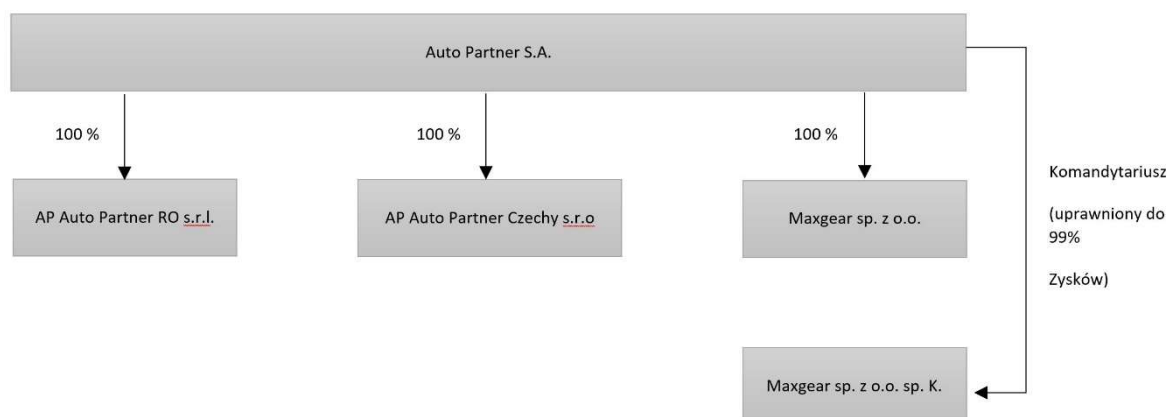 Auto Partner S.A.
100 %
100 %
100 %
AP Auto Partner RO s.r.l.
AP Auto Partner Czechy s.r.o
Maxgear sp. z o.o.
Komandytariusz
(uprawniony do
99%
Zysków)
Maxgear sp. z o.o. sp. K.